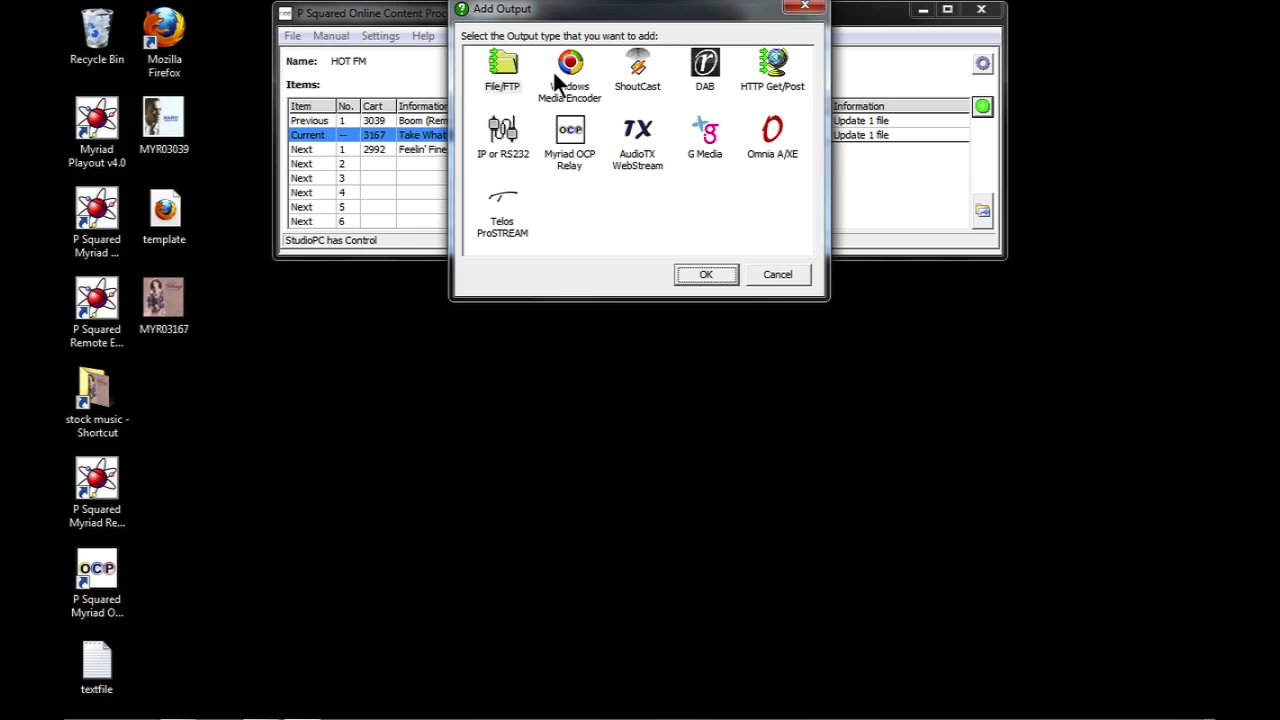 Recycle Bin
Mozilla
Firefox
Myriad
Playout v4.0
MYR03039
P Squared
Myriad ...
template
P Squared
Remote E...
MYR03167
stock music -
Shortcut
P Squared
Myriad Re...
OCP
P Squared
Myriad O...
textfile
P Squared Online Content Proc
File Manual Settings Help
Name: HOT FM
Items:
Item No. Cart Information
Previous 1 3039 Boom (Rem
Current -- 3167 Take What
Next 1 2992 Feelin' Fine
Next 2
Next 3
Next 4
Next 5
Next 6
StudioPC has Control
Information
Update 1 file
Update 1 file
Add Output
Select the Output type that you want to add:
File/FTP
Media Encoder
ShoutCast
DAB
HTTP Get/Post
IP or RS232
OCP
Myriad OCP
Relay
TX
AudioTX
WebStream
G Media
Omnia A/XE
Telos
ProSTREAM
OK
Cancel